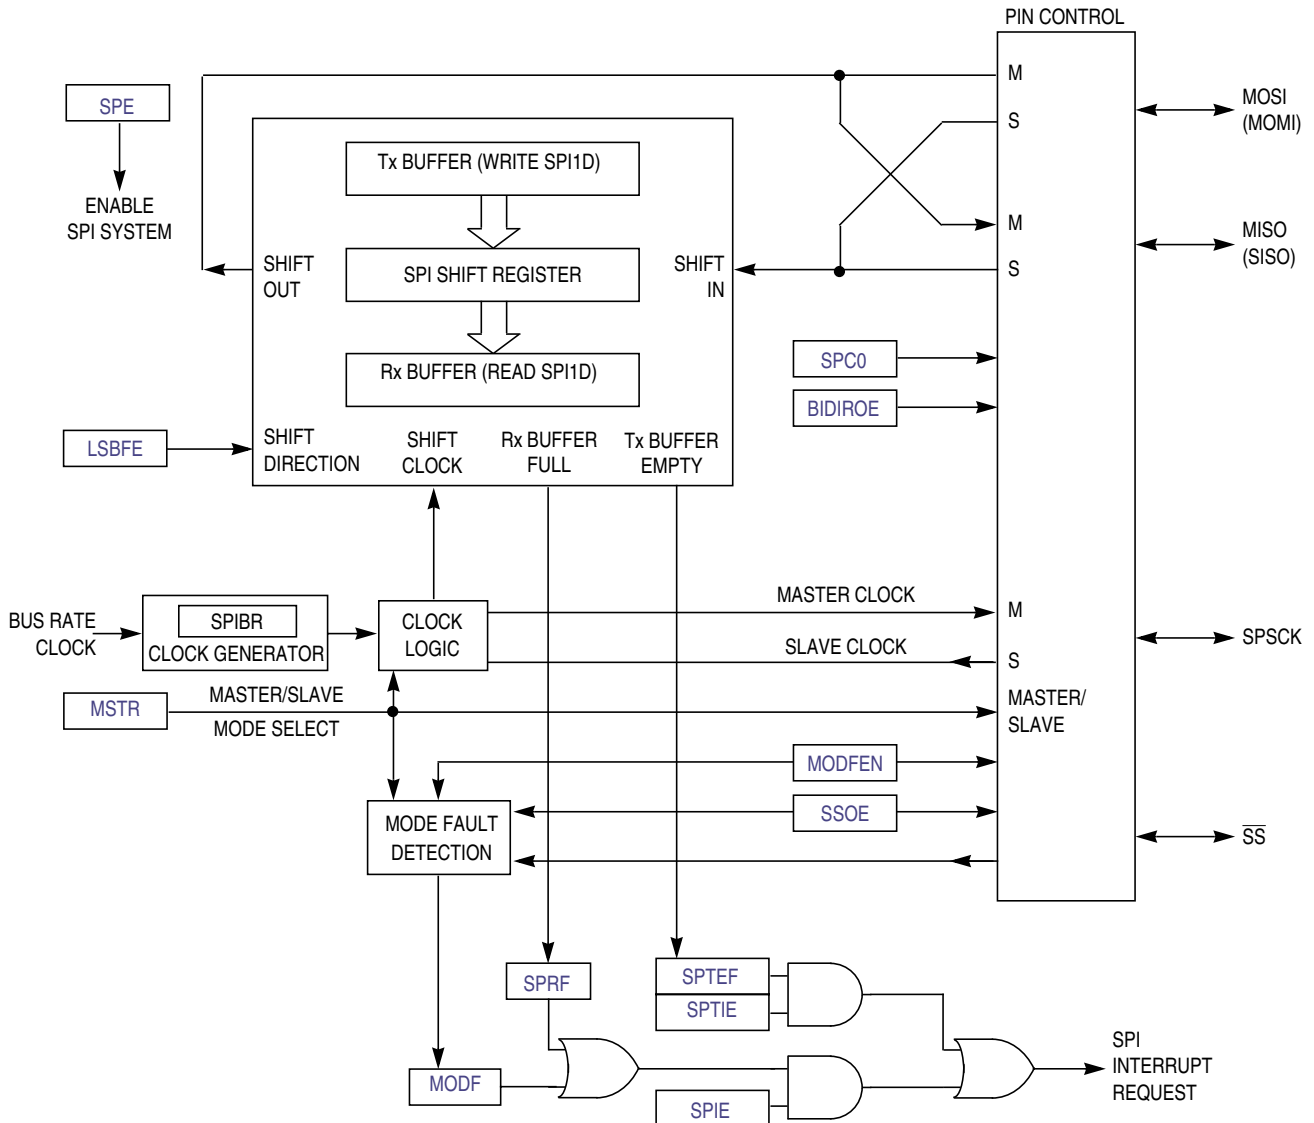 PIN CONTROL
M
MOSI
(MOMI)
SPE
S
Tx BUFFER (WRITE SPI1D)
ENABLE
SPI SYSTEM
M
MISO
(SISO)
SHIFT
OUT
SPI SHIFT REGISTER
SHIFT
IN
S
SPC0
Rx BUFFER (READ SPI1D)
BIDIROE
LSBFE
SHIFT
DIRECTION
SHIFT
CLOCK
Rx BUFFER
FULL
Tx BUFFER
EMPTY
MASTER CLOCK
M
BUS RATE
CLOCK
SPIBR
CLOCK GENERATOR
CLOCK
LOGIC
SPSCK
SLAVE CLOCK
S
MSTR
MASTER/SLAVE
MODE SELECT
MASTER/
SLAVE
MODFEN
SSOE
MODE FAULT
DETECTION
SS
SPRF
SPTEF
SPTIE
SPI
INTERRUPT
REQUEST
MODF
SPIE